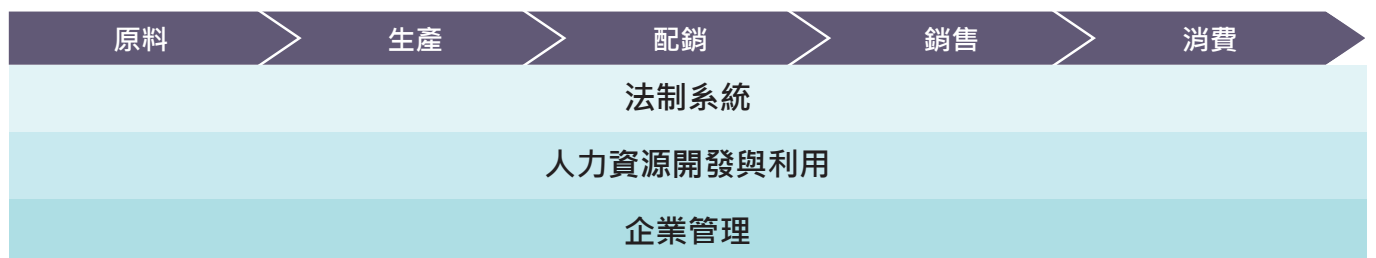 原料 生產 配銷 銷售 消費
法制系統
人力資源開發與利用
企業管理